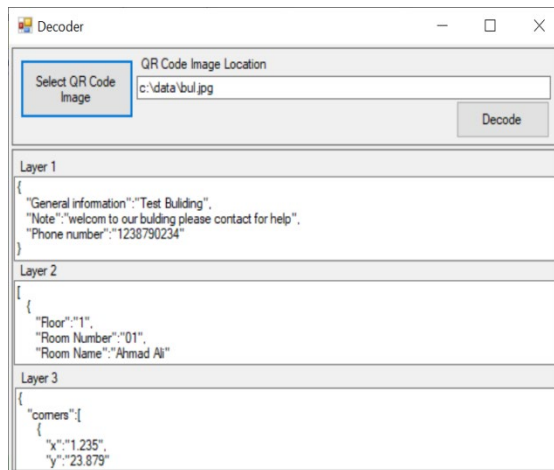 Decoder
QR Code Image Location
Select QR Code
Image
c:\data\bul.jpg
Decode
Layer 1
{
"General information":"Test Buliding",
"Note":"welcom to our bulding please contact for help",
"Phone number":"1238790234"
}
Layer 2
[
{
"Floor":"1",
"Room Number":"01",
"Room Name":"Ahmad Ali"
Layer 3
{
"corners":[
{
"x":"1.235",
"y":"23.879"